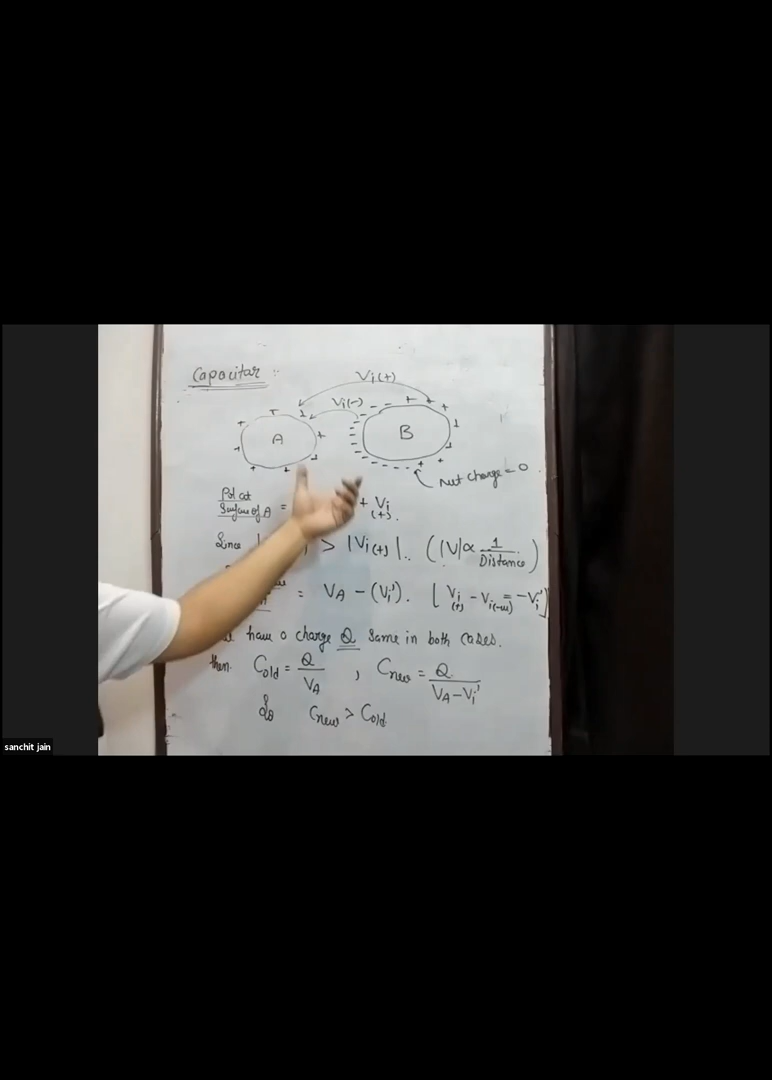 Capacitor :
Vi(+)
Vi(-)
A
B
Net charge = 0
Pot at
Surface of A = + Vi (+).
Since > |Vi(+)|.. (|V| ∝ 1/Distance)
= VA - (Vi'). [Vi(+) - Vi(-ve) = -Vi']
have a charge Q same in both cases.
then. Cold = Q/VA , Cnew = Q/VA-Vi'
So Cnew > Cold
sanchit jain